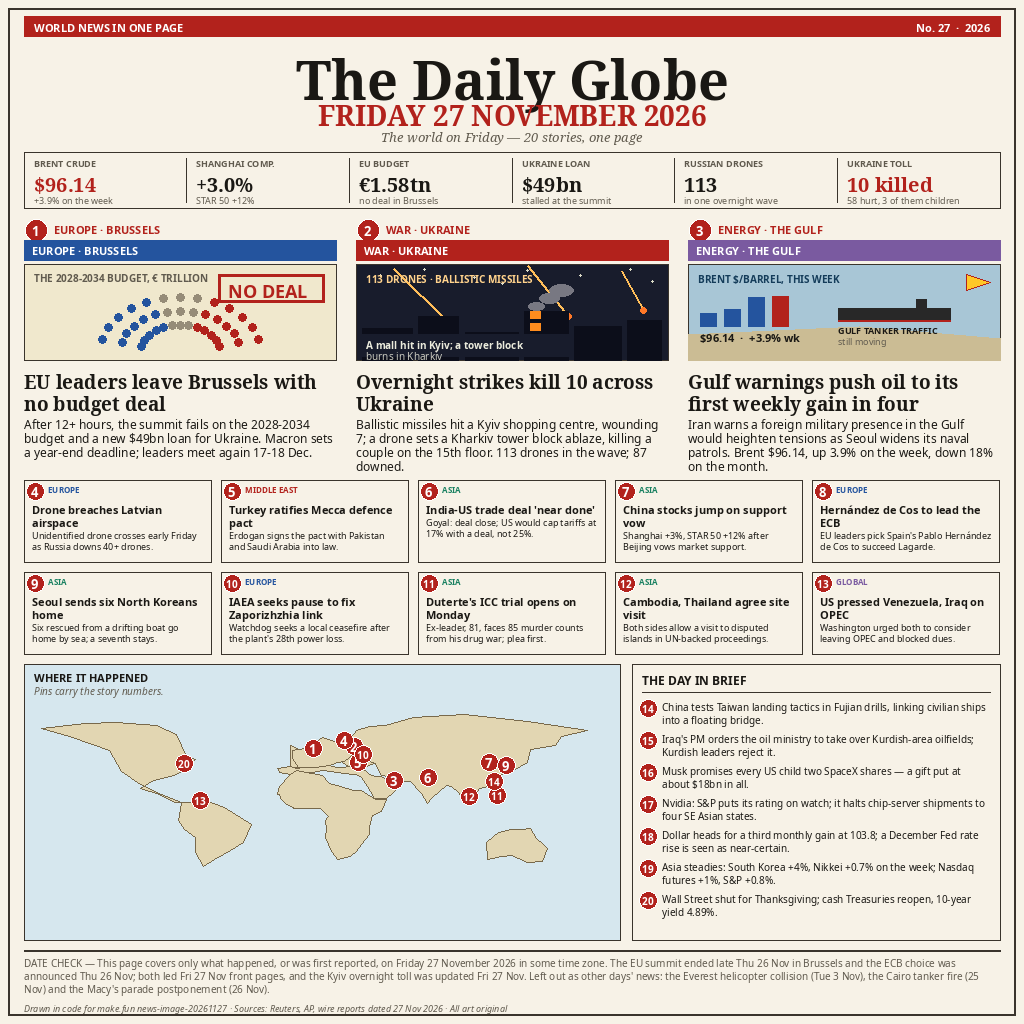 WORLD NEWS IN ONE PAGE
No. 27 · 2026
The Daily Globe
FRIDAY 27 NOVEMBER 2026
The world on Friday — 20 stories, one page
BRENT CRUDE
$96.14
+3.9% on the week
SHANGHAI COMP.
+3.0%
STAR 50 +12%
EU BUDGET
€1.58tn
no deal in Brussels
UKRAINE LOAN
$49bn
stalled at the summit
RUSSIAN DRONES
113
in one overnight wave
UKRAINE TOLL
10 killed
58 hurt, 3 of them children
1 EUROPE · BRUSSELS
EUROPE · BRUSSELS
THE 2028-2034 BUDGET, € TRILLION
NO DEAL
EU leaders leave Brussels with
no budget deal
After 12+ hours, the summit fails on the 2028-2034
budget and a new $49bn loan for Ukraine. Macron sets
a year-end deadline; leaders meet again 17-18 Dec.
2 WAR · UKRAINE
WAR · UKRAINE
113 DRONES · BALLISTIC MISSILES
A mall hit in Kyiv; a tower block
burns in Kharkiv
Overnight strikes kill 10 across
Ukraine
Ballistic missiles hit a Kyiv shopping centre, wounding
7; a drone sets a Kharkiv tower block ablaze, killing a
couple on the 15th floor. 113 drones in the wave; 87
downed.
3 ENERGY · THE GULF
ENERGY · THE GULF
BRENT $/BARREL, THIS WEEK
$96.14 · +3.9% wk
GULF TANKER TRAFFIC
still moving
Gulf warnings push oil to its
first weekly gain in four
Iran warns a foreign military presence in the Gulf
would heighten tensions as Seoul widens its naval
patrols. Brent $96.14, up 3.9% on the week, down 18%
on the month.
4 EUROPE
Drone breaches Latvian
airspace
Unidentified drone crosses early Friday
as Russia downs 40+ drones.
5 MIDDLE EAST
Turkey ratifies Mecca defence
pact
Erdogan signs the pact with Pakistan
and Saudi Arabia into law.
6 ASIA
India-US trade deal 'near done'
Goyal: deal close; US would cap tariffs at
17% with a deal, not 25%.
7 ASIA
China stocks jump on support
vow
Shanghai +3%, STAR 50 +12% after
Beijing vows market support.
8 EUROPE
Hernández de Cos to lead the
ECB
EU leaders pick Spain's Pablo Hernández
de Cos to succeed Lagarde.
9 ASIA
Seoul sends six North Koreans
home
Six rescued from a drifting boat go
home by sea; a seventh stays.
10 EUROPE
IAEA seeks pause to fix
Zaporizhzhia link
Watchdog seeks a local ceasefire after
the plant's 28th power loss.
11 ASIA
Duterte's ICC trial opens on
Monday
Ex-leader, 81, faces 85 murder counts
from his drug war; plea first.
12 ASIA
Cambodia, Thailand agree site
visit
Both sides allow a visit to disputed
islands in UN-backed proceedings.
13 GLOBAL
US pressed Venezuela, Iraq on
OPEC
Washington urged both to consider
leaving OPEC and blocked dues.
WHERE IT HAPPENED
Pins carry the story numbers.
1
4
2
10
5
20
13
3
6
7
9
14
12
11
THE DAY IN BRIEF
14 China tests Taiwan landing tactics in Fujian drills, linking civilian ships
into a floating bridge.
15 Iraq's PM orders the oil ministry to take over Kurdish-area oilfields;
Kurdish leaders reject it.
16 Musk promises every US child two SpaceX shares — a gift put at
about $18bn in all.
17 Nvidia: S&P puts its rating on watch; it halts chip-server shipments to
four SE Asian states.
18 Dollar heads for a third monthly gain at 103.8; a December Fed rate
rise is seen as near-certain.
19 Asia steadies: South Korea +4%, Nikkei +0.7% on the week; Nasdaq
futures +1%, S&P +0.8%.
20 Wall Street shut for Thanksgiving; cash Treasuries reopen, 10-year
yield 4.89%.
DATE CHECK — This page covers only what happened, or was first reported, on Friday 27 November 2026 in some time zone. The EU summit ended late Thu 26 Nov in Brussels and the ECB choice was
announced Thu 26 Nov; both led Fri 27 Nov front pages, and the Kyiv overnight toll was updated Fri 27 Nov. Left out as other days' news: the Everest helicopter collision (Tue 3 Nov), the Cairo tanker fire (25
Nov) and the Macy's parade postponement (26 Nov).
Drawn in code for make.fun news-image-20261127 · Sources: Reuters, AP, wire reports dated 27 Nov 2026 · All art original